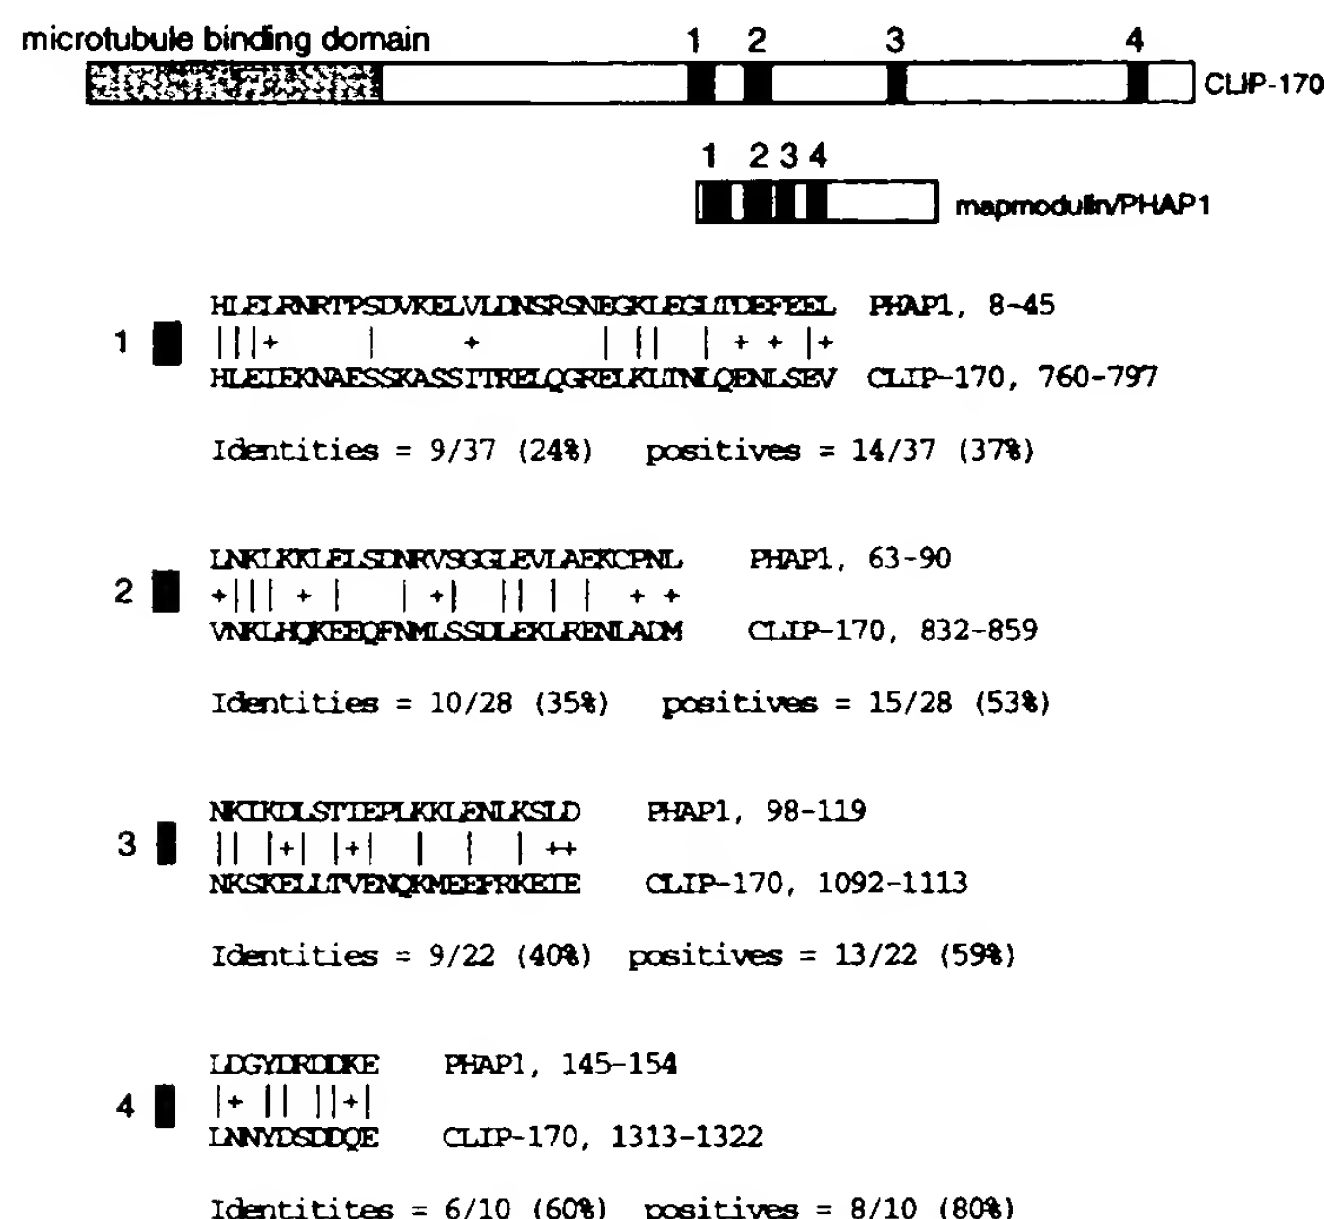 microtubule binding domain
1 2 3 4
CLIP-170
1 2 3 4
mapmodulin/PHAP1
HLELRNRTPSDVKELVLDNSRSNEGKLEGLTDEFEEL PHAP1, 8-45
1
HLEIEKNAESSKASSITRELQGRELKLTNLQENLSEV CLIP-170, 760-797
Identities = 9/37 (24%) positives = 14/37 (37%)
LNKLKKLELSDNRVSGGLEVLAEKCPNL PHAP1, 63-90
2
VNKLHQKEEQFNMLSSDLEKLRENLADM CLIP-170, 832-859
Identities = 10/28 (35%) positives = 15/28 (53%)
NKIKDLSTIEPLKKLENLKSLD PHAP1, 98-119
3
NKSKELLTVENQKMEEFRKEIE CLIP-170, 1092-1113
Identities = 9/22 (40%) positives = 13/22 (59%)
LDGYDRDDKE PHAP1, 145-154
4
LNNYDSDDQE CLIP-170, 1313-1322
Identitites = 6/10 (60%) positives = 8/10 (80%)